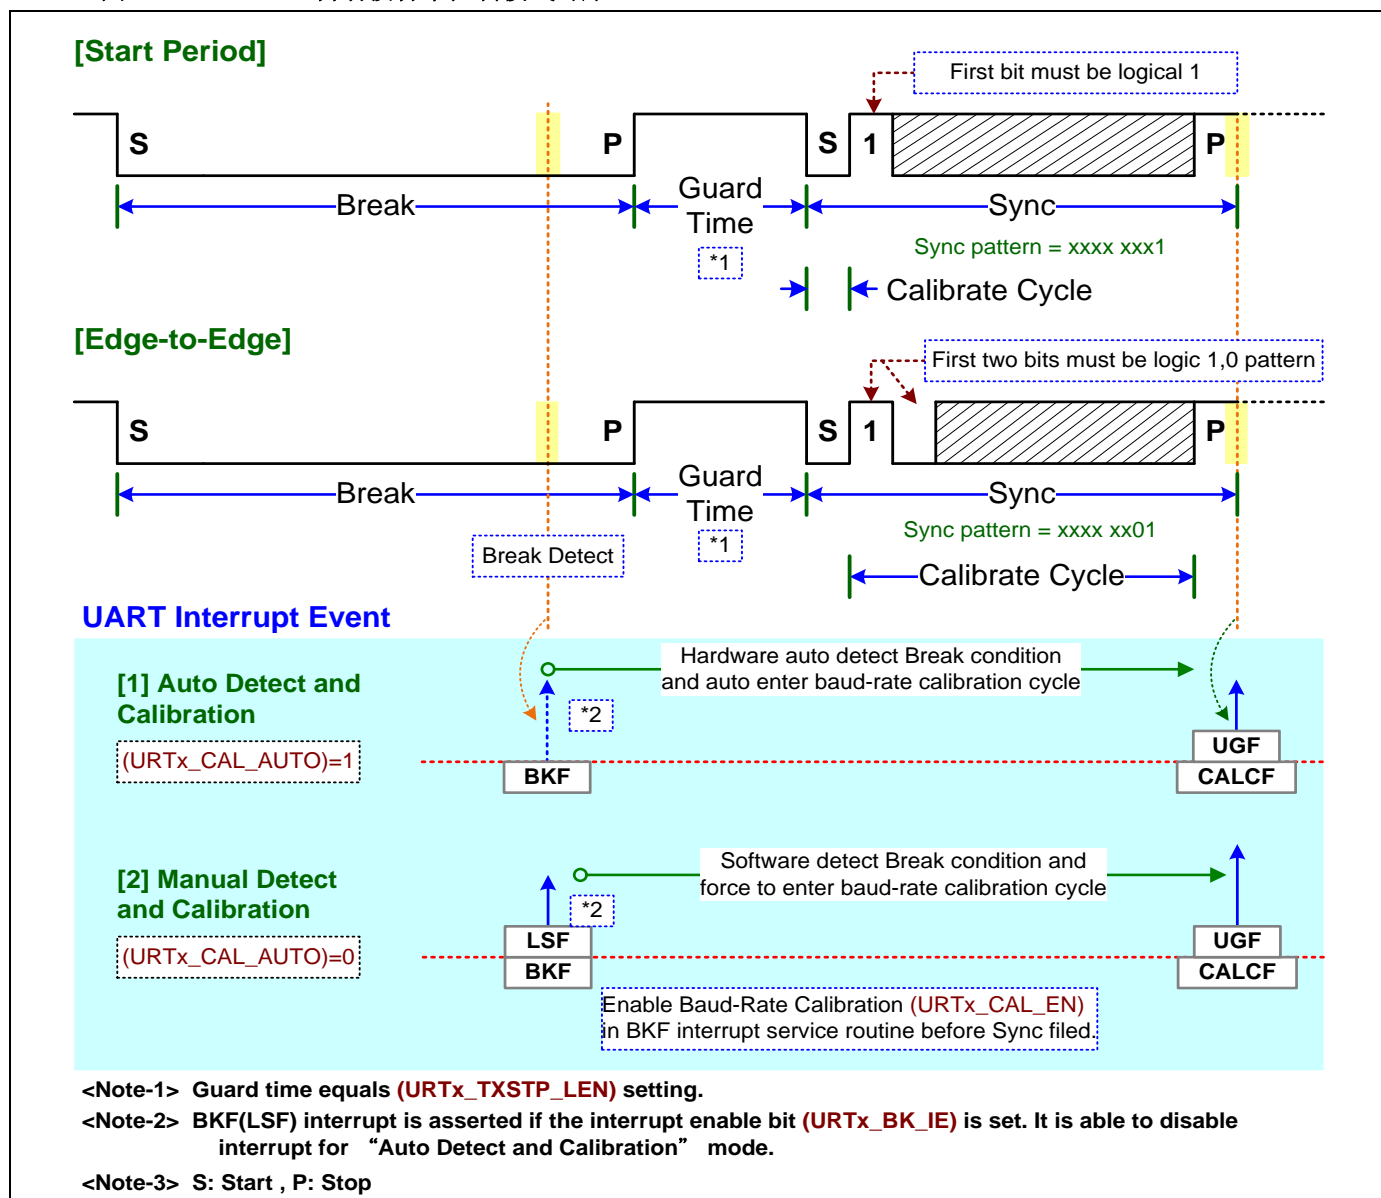 [Start Period]
First bit must be logical 1
S P S 1 P
Break
Guard
Time
Sync
*1
Sync pattern = xxxx xxx1
Calibrate Cycle
[Edge-to-Edge]
First two bits must be logic 1,0 pattern
S P S 1 P
Break
Guard
Time
Sync
*1
Sync pattern = xxxx xx01
Break Detect
Calibrate Cycle
UART Interrupt Event
[1] Auto Detect and
Calibration
(URTx_CAL_AUTO)=1
Hardware auto detect Break condition
and auto enter baud-rate calibration cycle
*2
BKF
UGF
CALCF
[2] Manual Detect
and Calibration
(URTx_CAL_AUTO)=0
Software detect Break condition and
force to enter baud-rate calibration cycle
*2
LSF
BKF
UGF
CALCF
Enable Baud-Rate Calibration (URTx_CAL_EN)
in BKF interrupt service routine before Sync filed.
<Note-1> Guard time equals (URTx_TXSTP_LEN) setting.
<Note-2> BKF(LSF) interrupt is asserted if the interrupt enable bit (URTx_BK_IE) is set. It is able to disable
interrupt for “Auto Detect and Calibration” mode.
<Note-3> S: Start , P: Stop